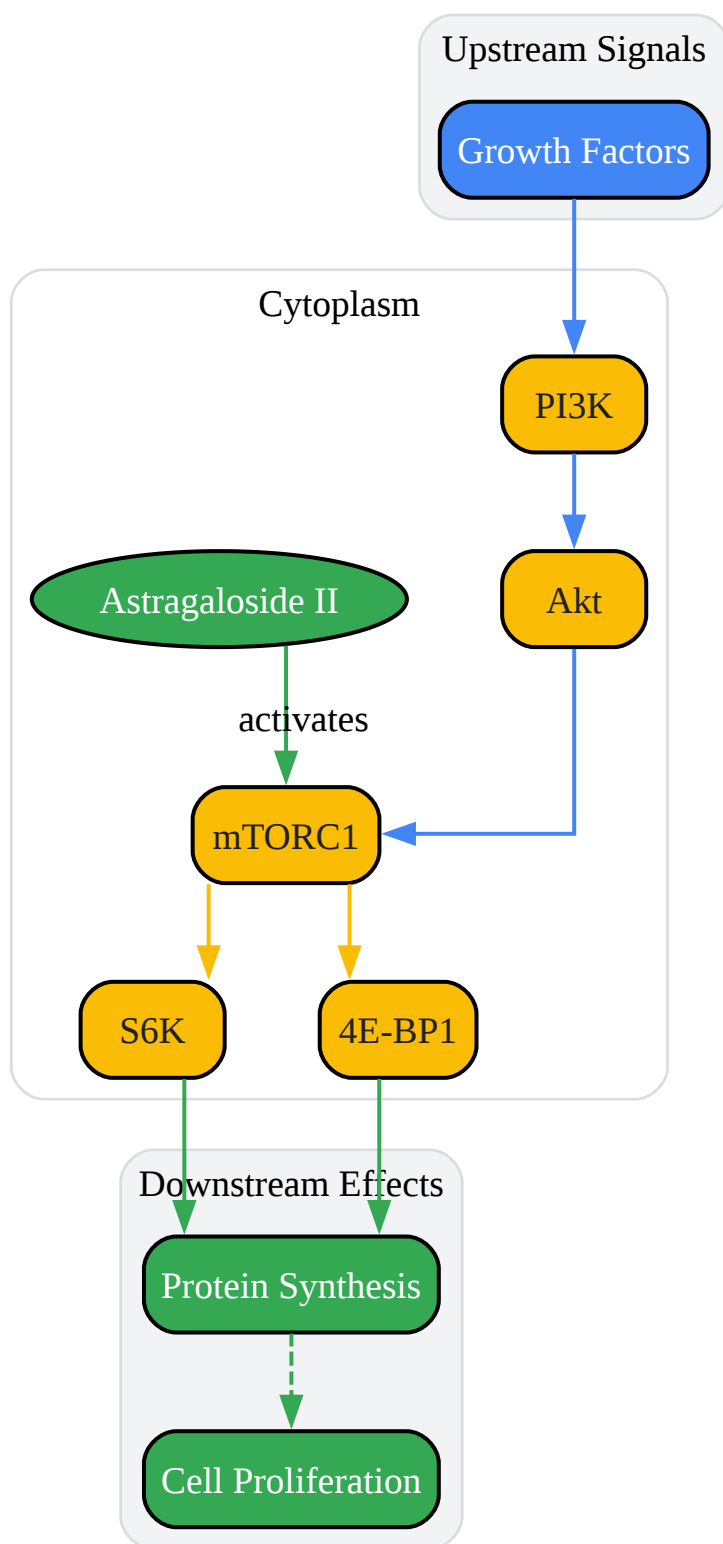 Upstream Signals
Growth Factors
Cytoplasm
PI3K
Astragaloside II
Akt
activates
mTORC1
S6K
4E-BP1
Downstream Effects
Protein Synthesis
Cell Proliferation